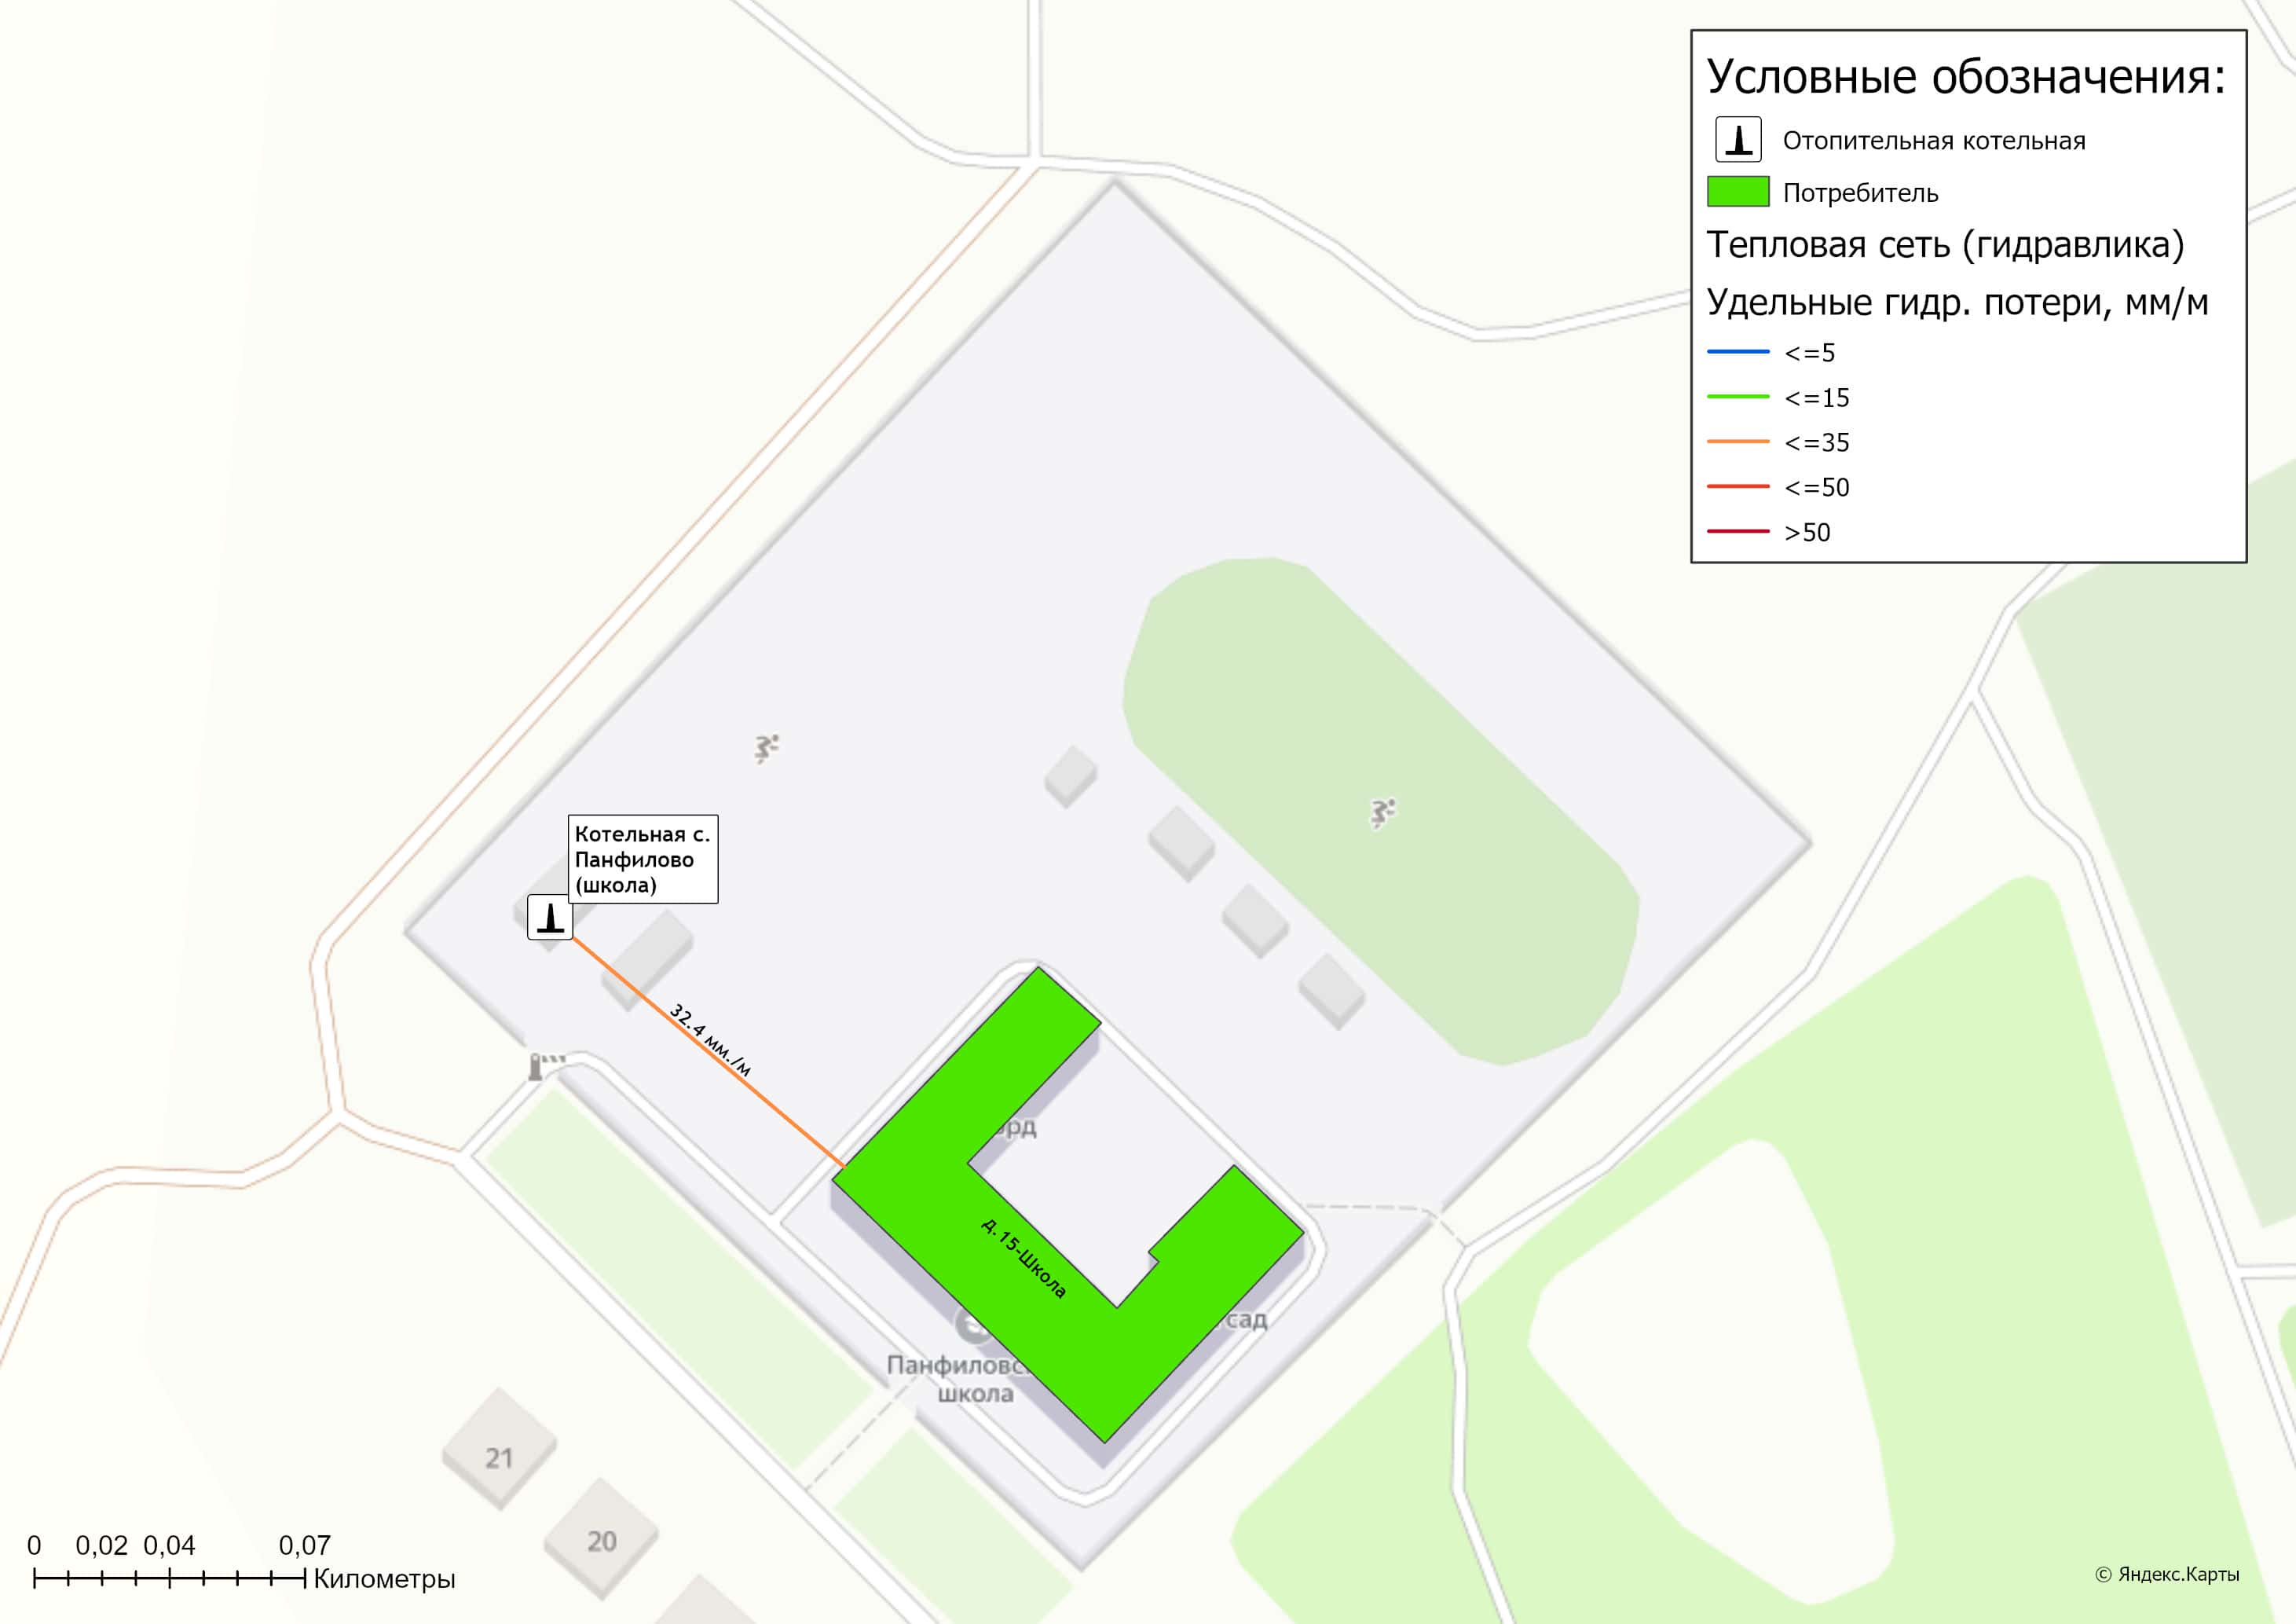 Условные обозначения:
Отопительная котельная
Потребитель
Тепловая сеть (гидравлика)
Удельные гидр. потери, мм/м
<=5
<=15
<=35
<=50
>50
Котельная с.
Панфилово
(школа)
32.4 мм./м
д.15-Школа
сад
школа
21
20
0 0,02 0,04 0,07
Километры
© Яндекс.Карты